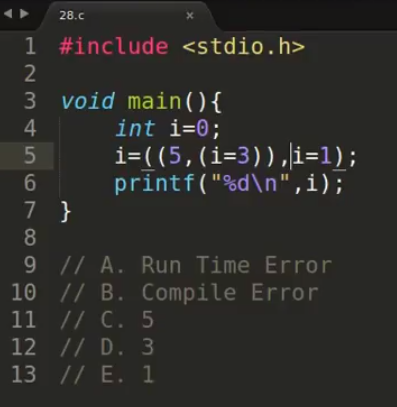 28.c ×
1 #include <stdio.h>
2
3 void main(){
4     int i=0;
5     i=((5,(i=3)),i=1);
6     printf("%d\n",i);
7 }
8
9 // A. Run Time Error
10 // B. Compile Error
11 // C. 5
12 // D. 3
13 // E. 1